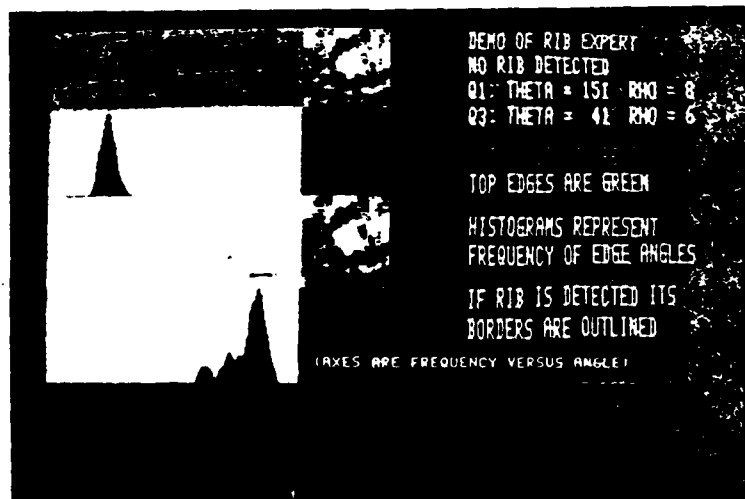 DEMO OF RIB EXPERT
NO RIB DETECTED
Q1: THETA = 151 RHO = 8
Q3: THETA = 41 RHO = 6
TOP EDGES ARE GREEN
HISTOGRAMS REPRESENT
FREQUENCY OF EDGE ANGLES
IF RIB IS DETECTED ITS
BORDERS ARE OUTLINED
(AXES ARE FREQUENCY VERSUS ANGLE)